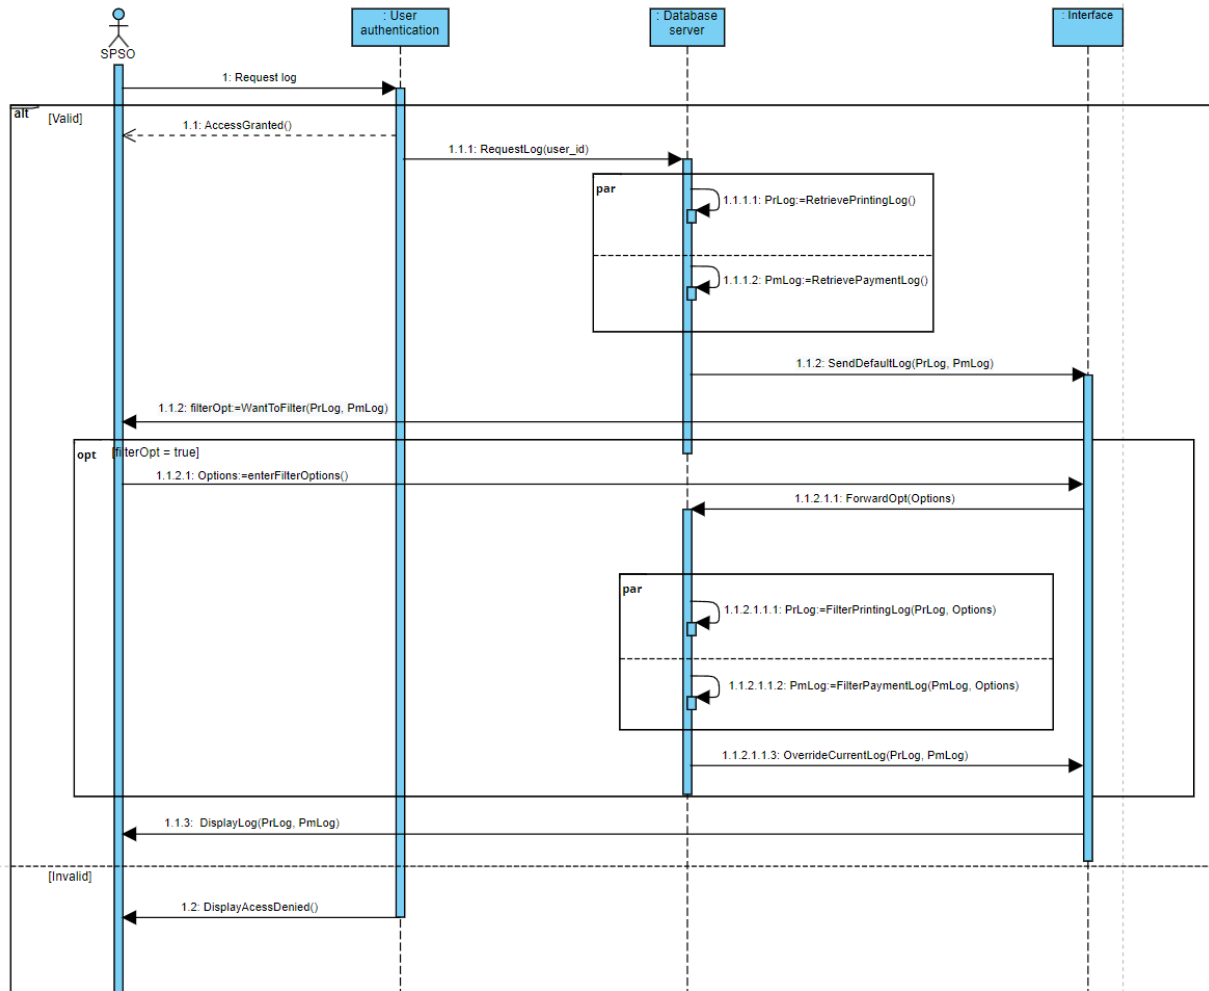 SPSO
: User
authentication
: Database
server
: Interface
1: Request log
alt
[Valid]
1.1: AccessGranted()
1.1.1: RequestLog(user_id)
par
1.1.1.1: PrLog:=RetrievePrintingLog()
1.1.1.2: PmLog:=RetrievePaymentLog()
1.1.2: SendDefaultLog(PrLog, PmLog)
1.1.2: filterOpt:=WantToFilter(PrLog, PmLog)
opt
[filterOpt = true]
1.1.2.1: Options:=enterFilterOptions()
1.1.2.1.1: ForwardOpt(Options)
par
1.1.2.1.1.1: PrLog:=FilterPrintingLog(PrLog, Options)
1.1.2.1.1.2: PmLog:=FilterPaymentLog(PmLog, Options)
1.1.2.1.1.3: OverrideCurrentLog(PrLog, PmLog)
1.1.3: DisplayLog(PrLog, PmLog)
[Invalid]
1.2: DisplayAcessDenied()